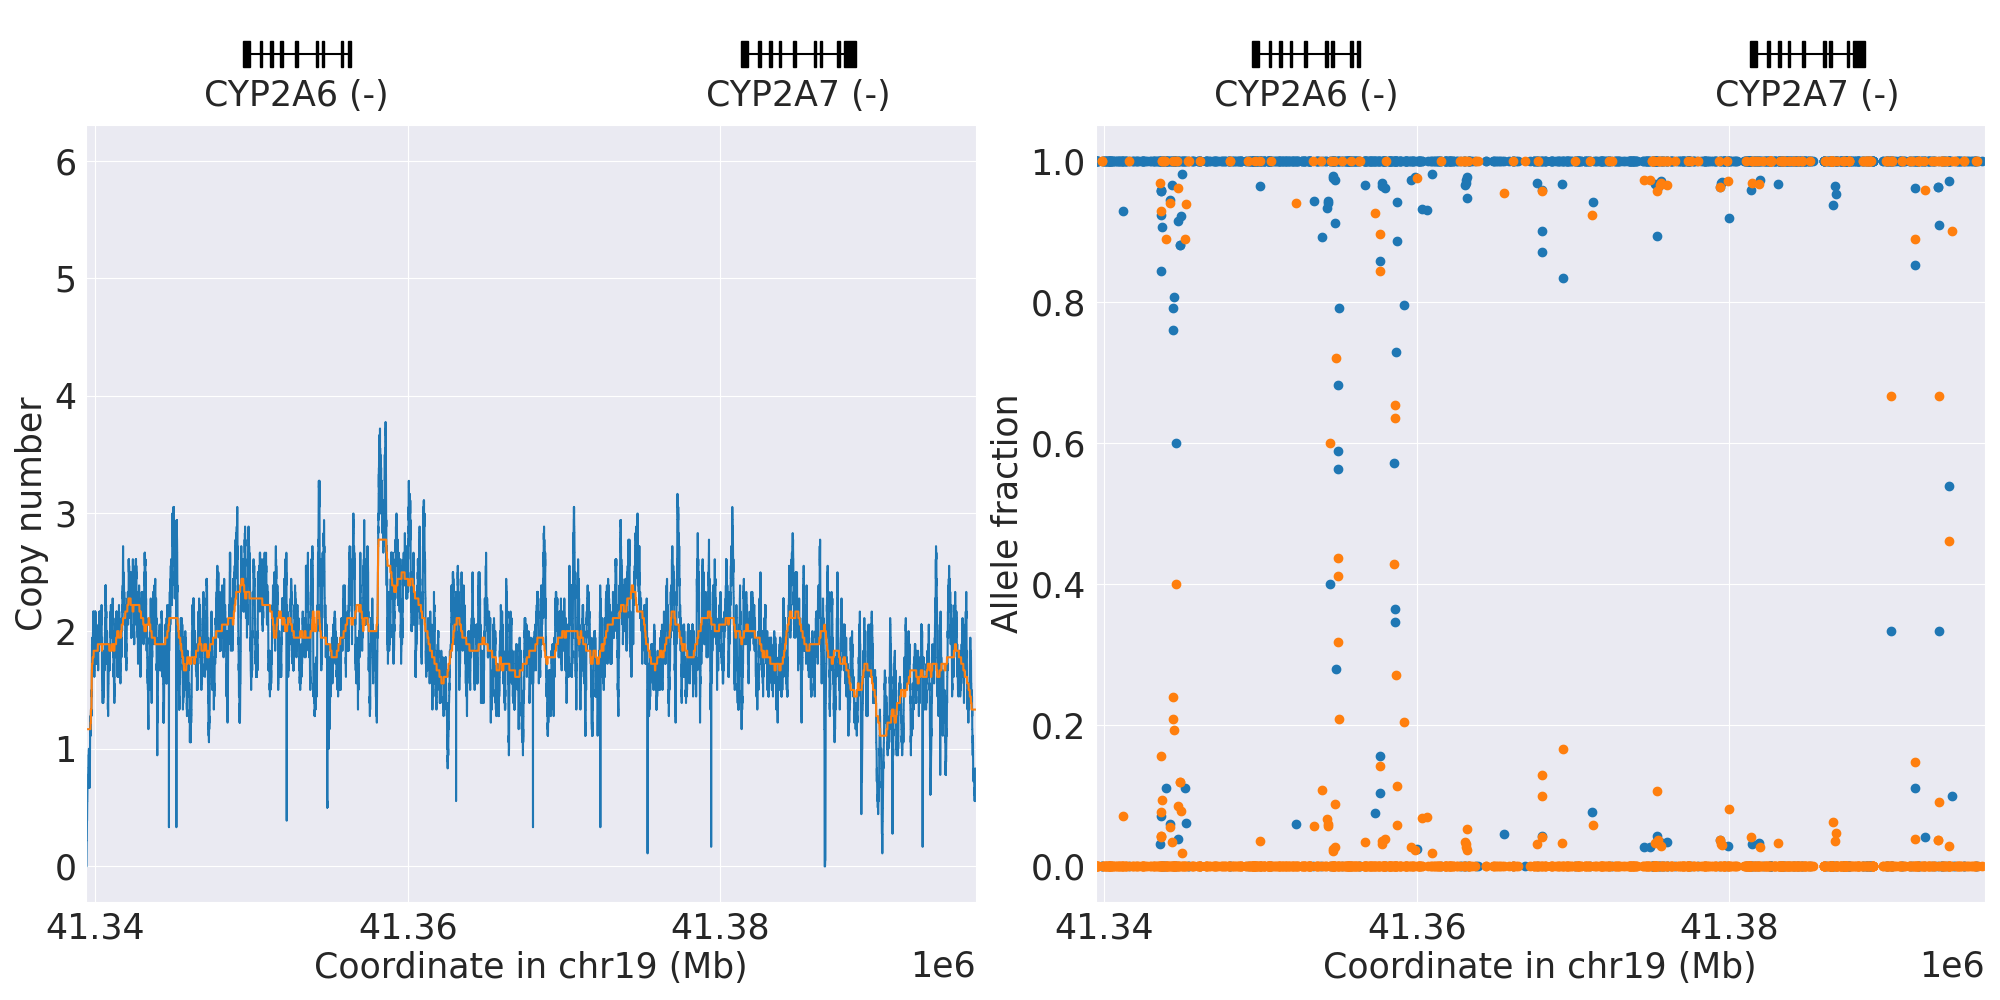 CYP2A6 (-)
CYP2A7 (-)
6
5
4
3
2
1
0
Copy number
41.34
41.36
41.38
Coordinate in chr19 (Mb)
1e6
CYP2A6 (-)
CYP2A7 (-)
1.0
0.8
0.6
0.4
0.2
0.0
Allele fraction
41.34
41.36
41.38
Coordinate in chr19 (Mb)
1e6